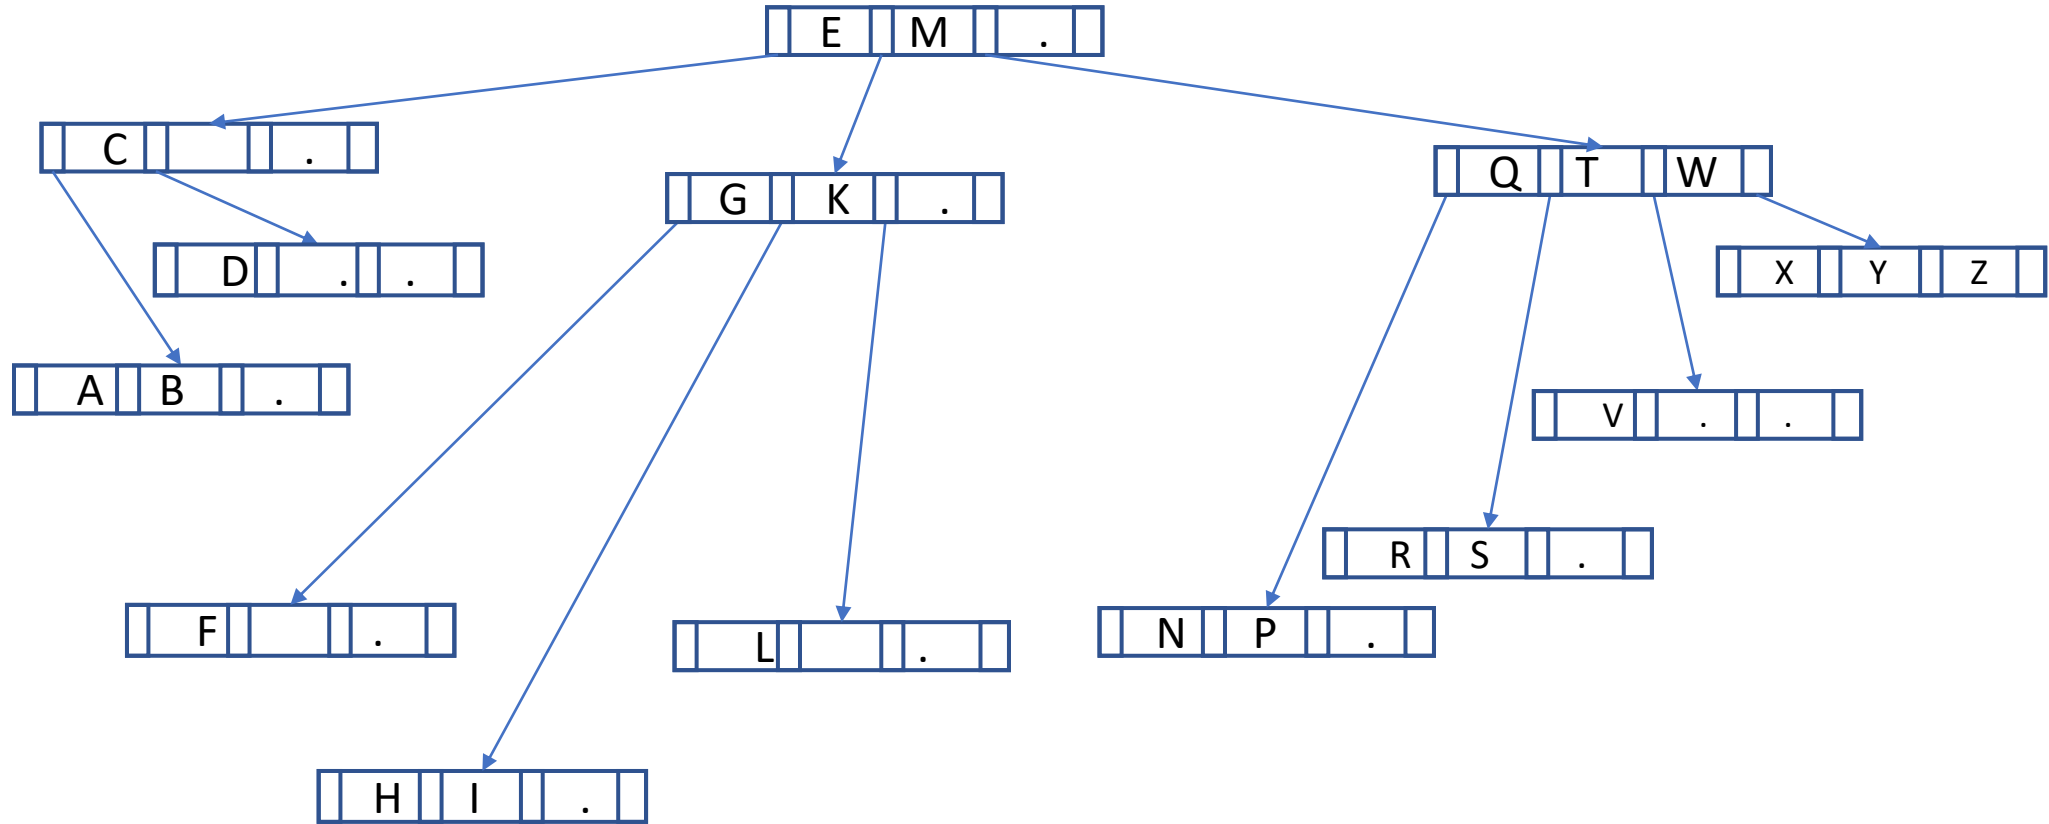 E M .
C .
G K .
Q T W
D . .
X Y Z
A B .
V . .
R S .
F .
L .
N P .
H I .